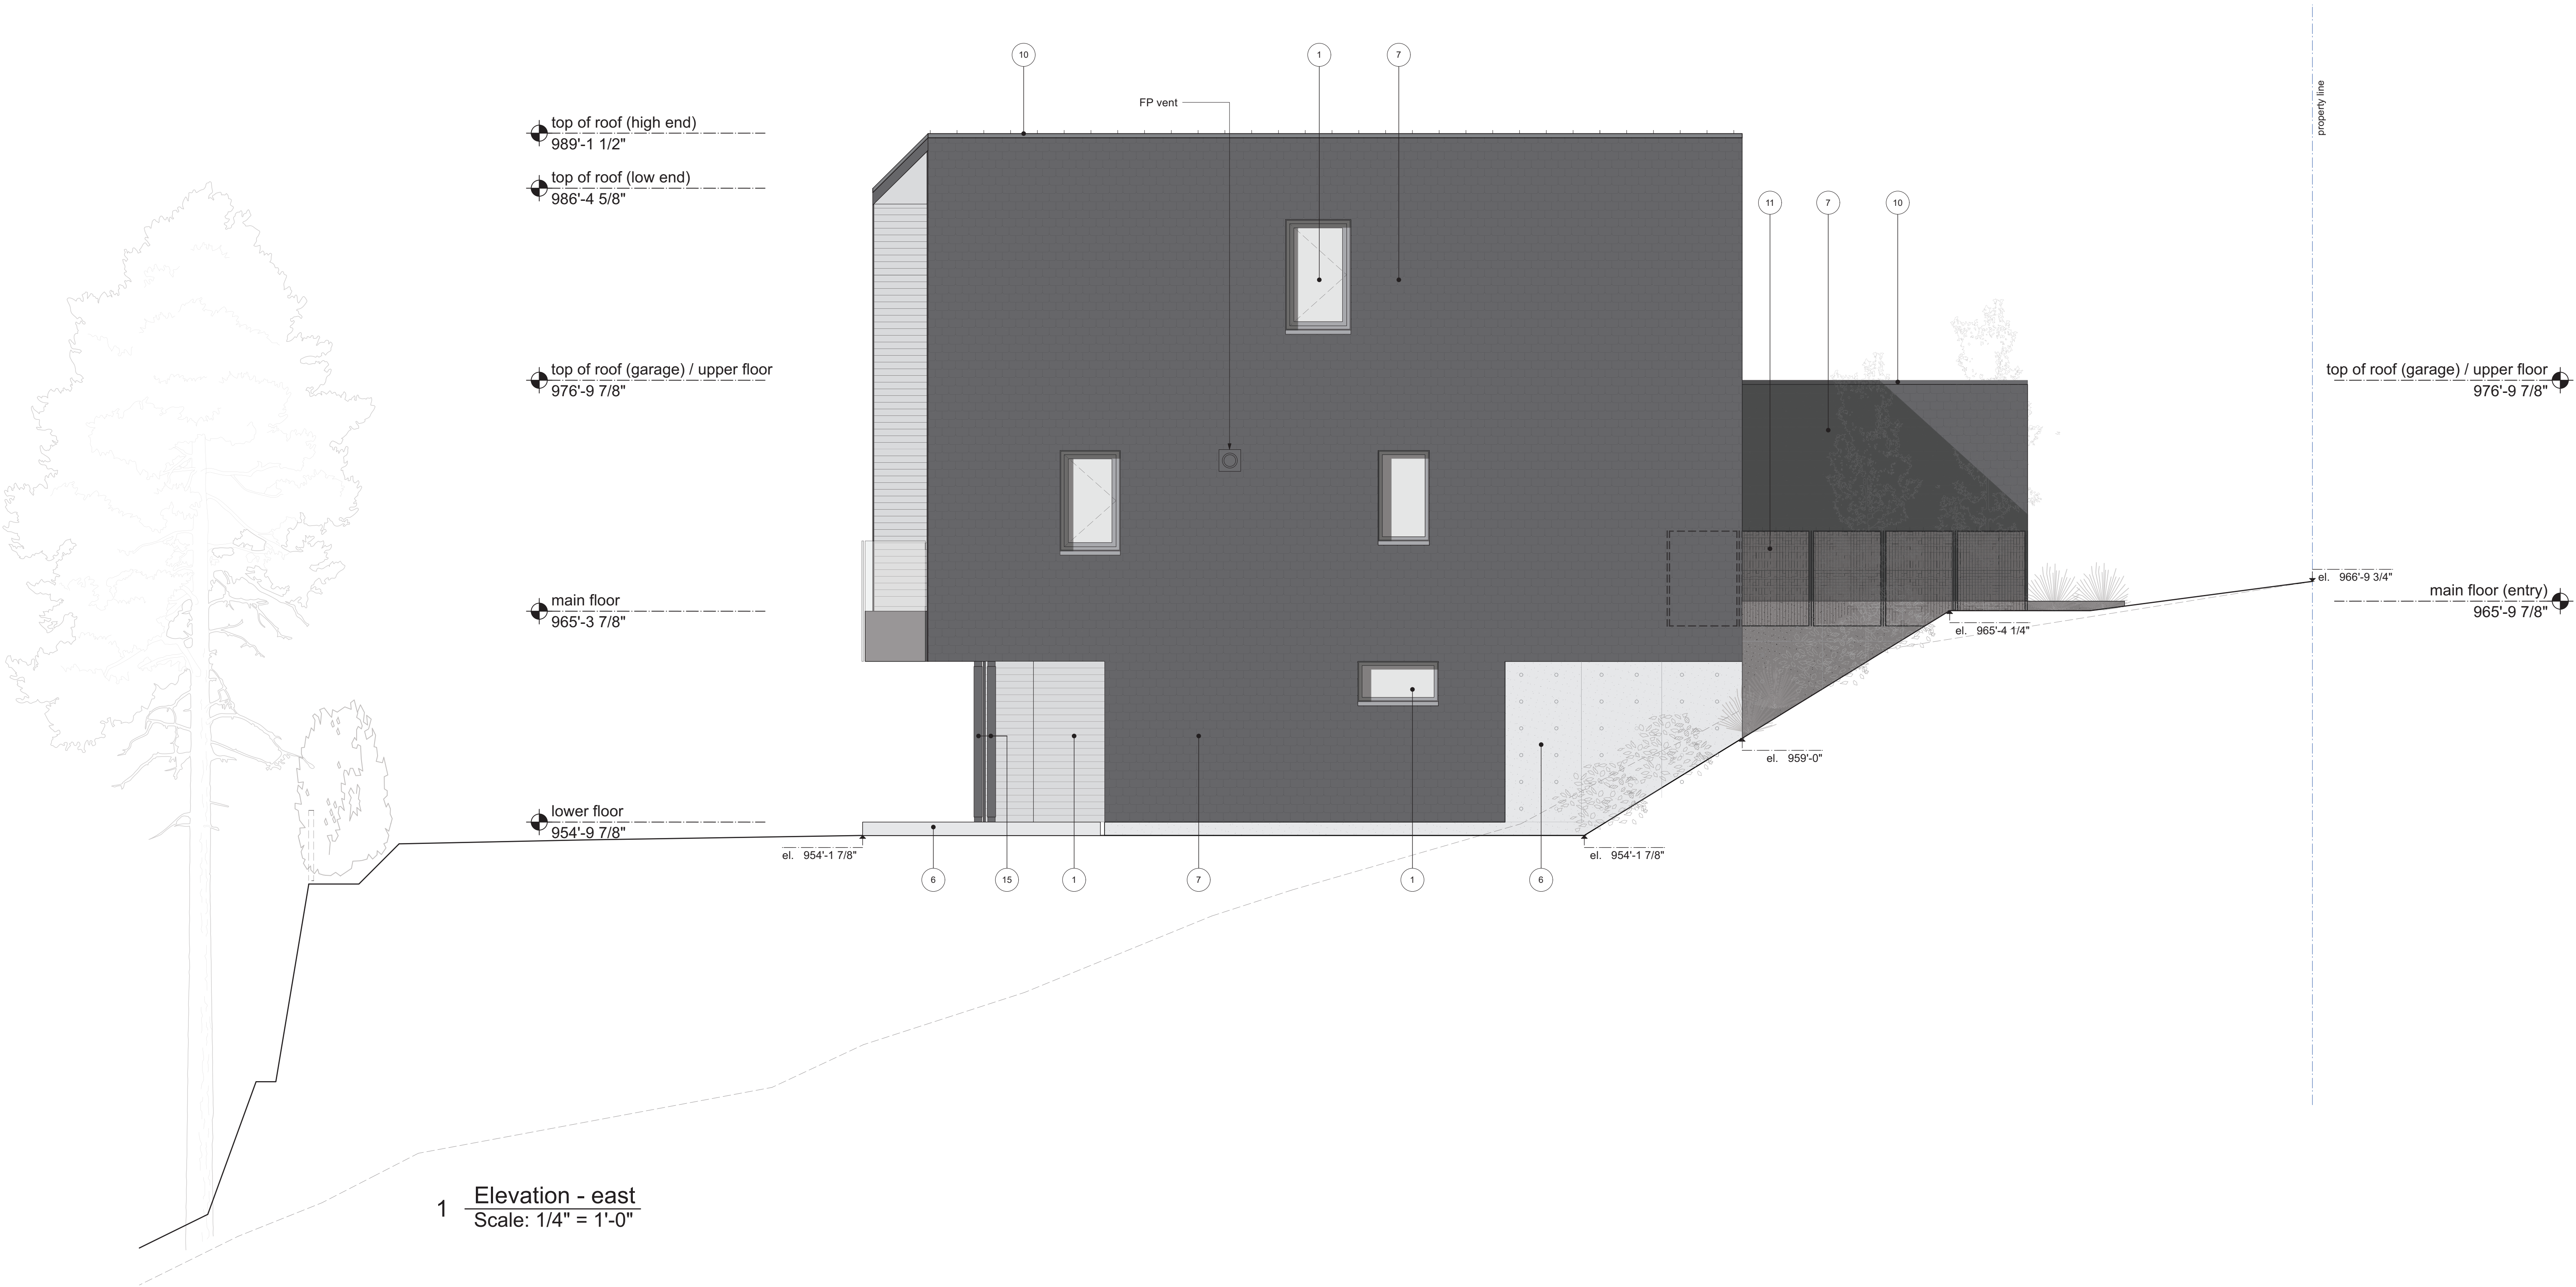 10
1
7
FP vent
property line
top of roof (high end)
989'-1 1/2"
top of roof (low end)
986'-4 5/8"
11
7
10
top of roof (garage) / upper floor
976'-9 7/8"
top of roof (garage) / upper floor
976'-9 7/8"
el. 966'-9 3/4"
main floor
965'-3 7/8"
main floor (entry)
965'-9 7/8"
el. 965'-4 1/4"
el. 959'-0"
lower floor
954'-9 7/8"
el. 954'-1 7/8"
el. 954'-1 7/8"
6
15
1
7
1
6
1 Elevation - east
Scale: 1/4" = 1'-0"